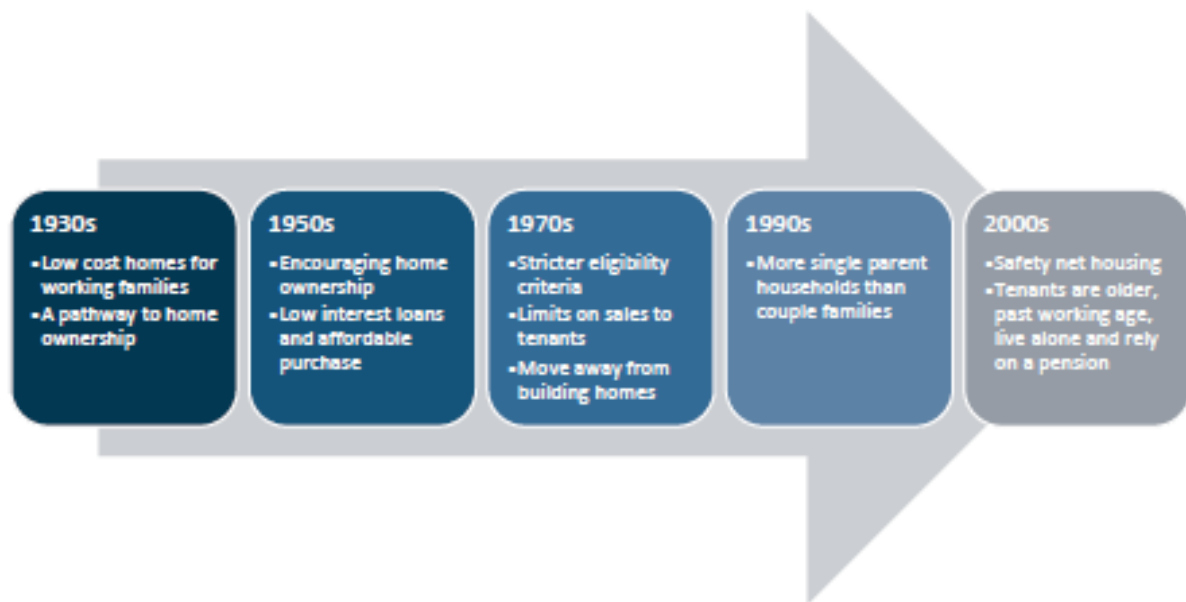 1930s
▪Low cost homes for
working families
▪A pathway to home
ownership
1950s
▪Encouraging home
ownership
▪Low interest loans
and affordable
purchase
1970s
▪Stricter eligibility
criteria
▪Limits on sales to
tenants
▪Move away from
building homes
1990s
▪More single parent
households than
couple families
2000s
▪Safety net housing
▪Tenants are older,
past working age,
live alone and rely
on a pension